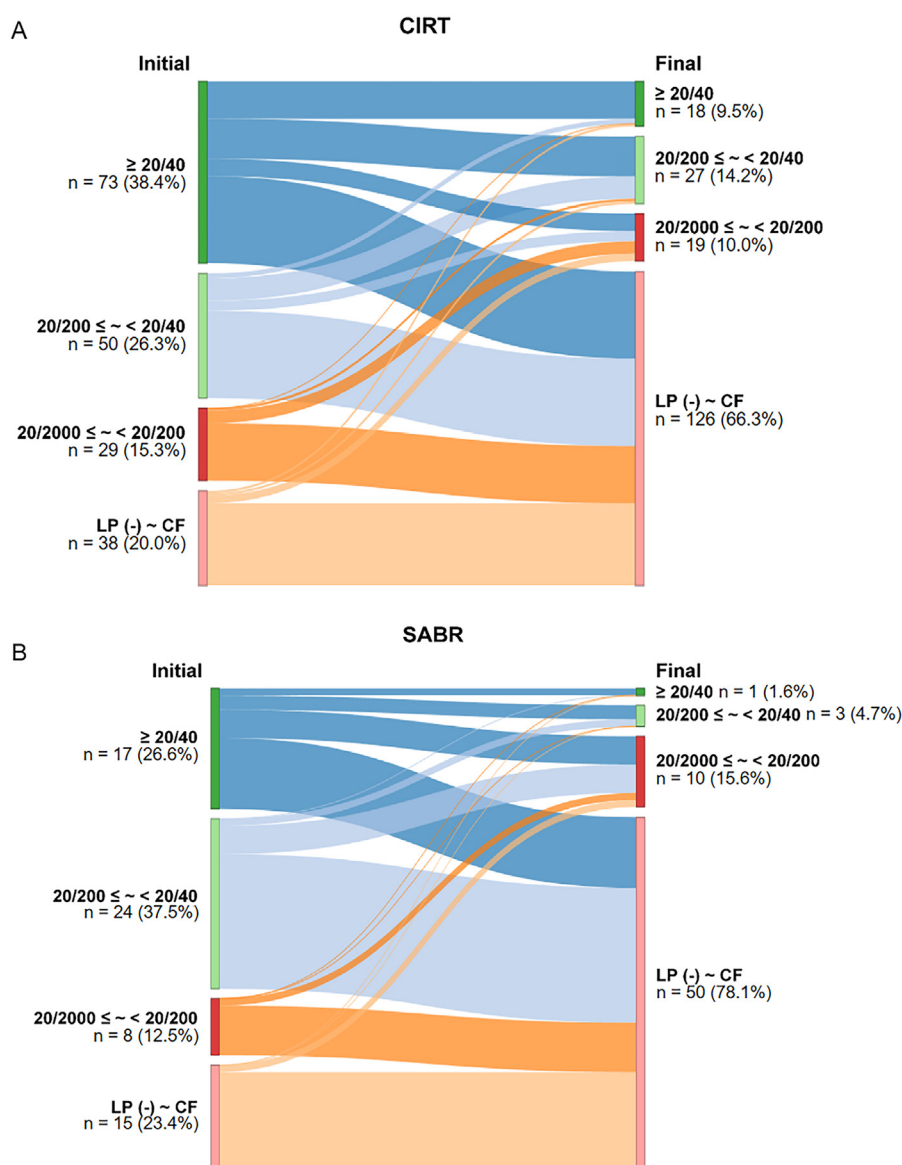 A
CIRT
Initial
Final
≥ 20/40
n = 73 (38.4%)
20/200 ≤ ~ < 20/40
n = 50 (26.3%)
20/2000 ≤ ~ < 20/200
n = 29 (15.3%)
LP (-) ~ CF
n = 38 (20.0%)
≥ 20/40
n = 18 (9.5%)
20/200 ≤ ~ < 20/40
n = 27 (14.2%)
20/2000 ≤ ~ < 20/200
n = 19 (10.0%)
LP (-) ~ CF
n = 126 (66.3%)
B
SABR
Initial
Final
≥ 20/40
n = 17 (26.6%)
20/200 ≤ ~ < 20/40
n = 24 (37.5%)
20/2000 ≤ ~ < 20/200
n = 8 (12.5%)
LP (-) ~ CF
n = 15 (23.4%)
≥ 20/40 n = 1 (1.6%)
20/200 ≤ ~ < 20/40 n = 3 (4.7%)
20/2000 ≤ ~ < 20/200
n = 10 (15.6%)
LP (-) ~ CF
n = 50 (78.1%)